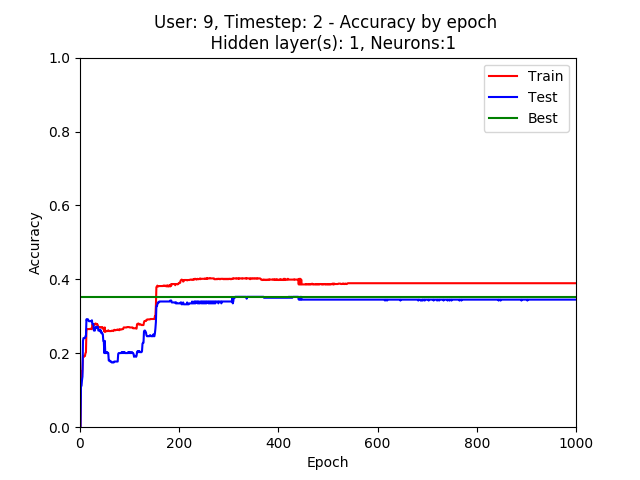 User: 9, Timestep: 2 - Accuracy by epoch
Hidden layer(s): 1, Neurons:1
Train
Test
Best
1.0
0.8
0.6
0.4
0.2
0.0
Accuracy
0
200
400
600
800
1000
Epoch